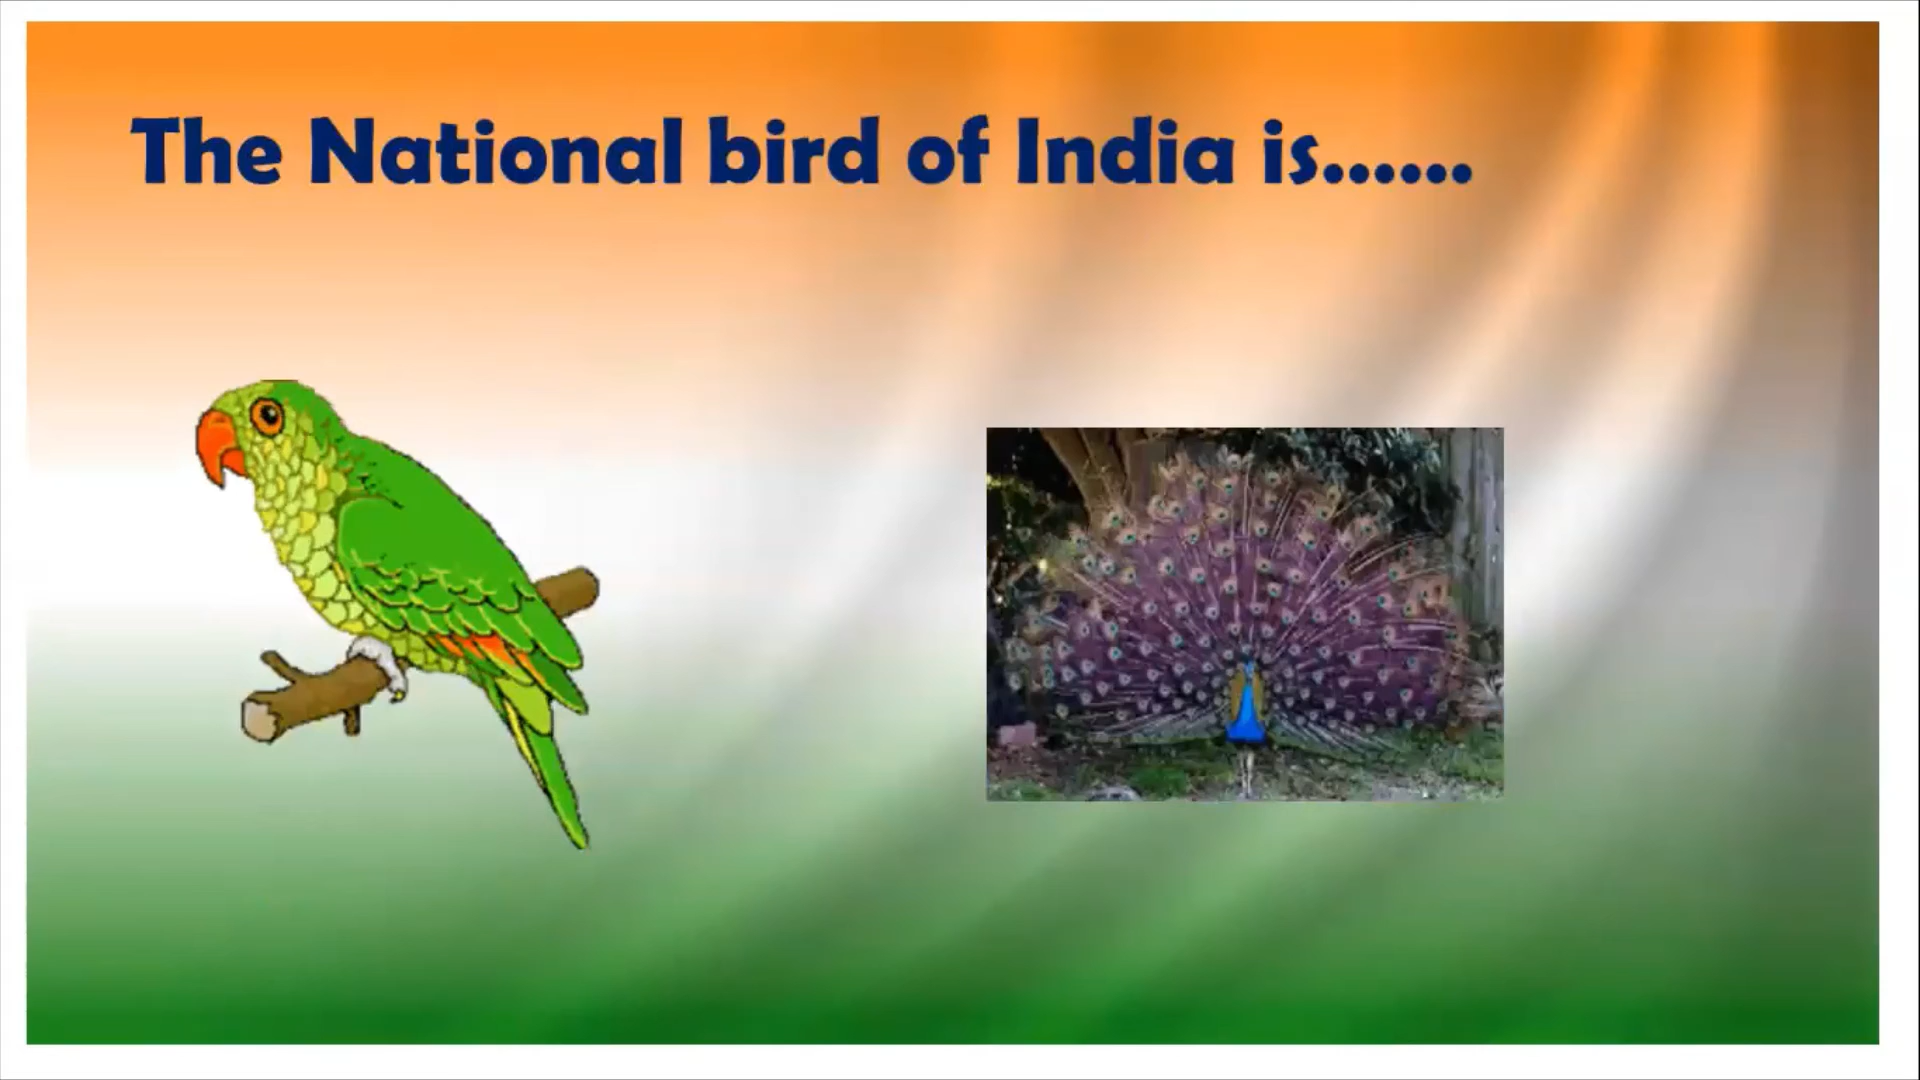 The National bird of India is......